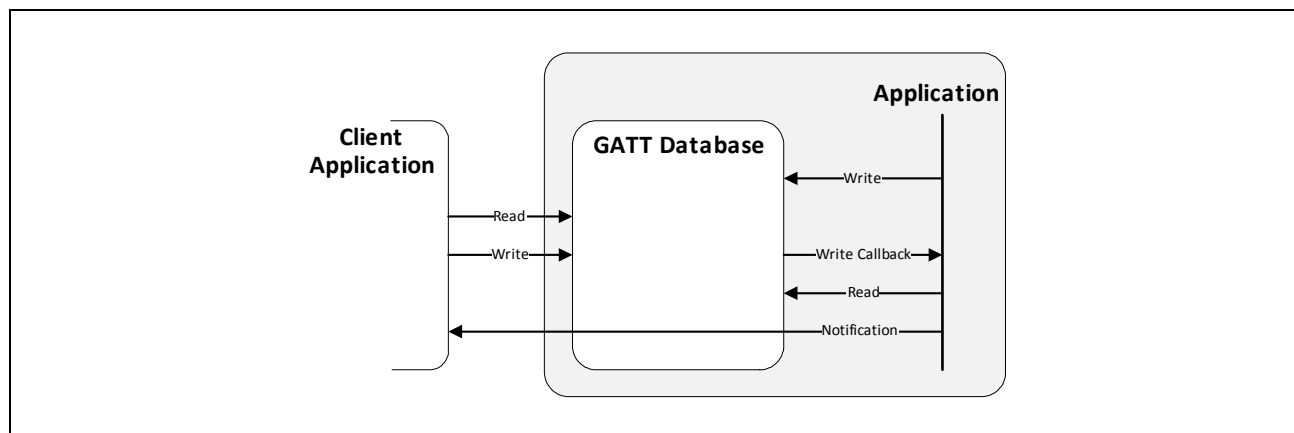 Application
Client
Application
GATT Database
Write
Read
Write
Write Callback
Read
Notification